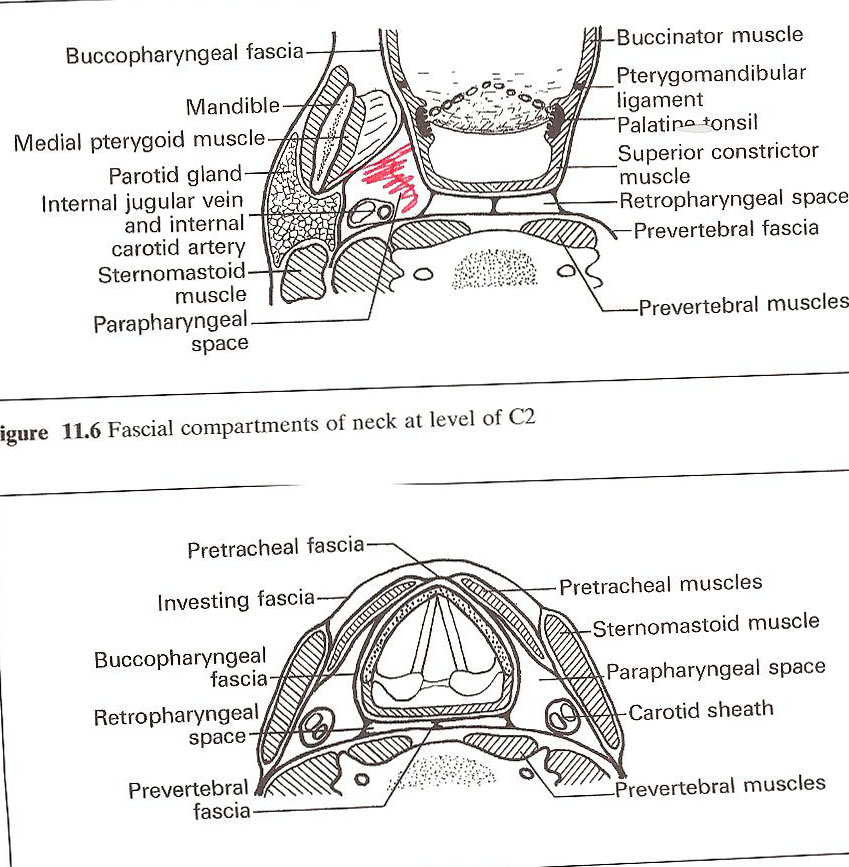 Buccopharyngeal fascia
Mandible
Medial pterygoid muscle
Parotid gland
Internal jugular vein
and internal
carotid artery
Sternomastoid
muscle
Parapharyngeal
space
Buccinator muscle
Pterygomandibular
ligament
Palatine tonsil
Superior constrictor
muscle
Retropharyngeal space
Prevertebral fascia
Prevertebral muscles
igure 11.6 Fascial compartments of neck at level of C2
Pretracheal fascia
Investing fascia
Buccopharyngeal
fascia
Retropharyngeal
space
Prevertebral
fascia
Pretracheal muscles
Sternomastoid muscle
Parapharyngeal space
Carotid sheath
Prevertebral muscles